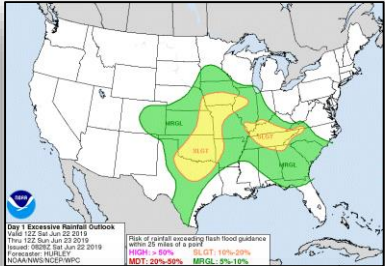 MRGL
SLGT
SLGT
MRGL
NOAA
Day 1 Excessive Rainfall Outlook
Valid 12Z Sat Jun 22 2019
Thru 12Z Sun Jun 23 2019
Issued: 0828Z Sat Jun 22 2019
Forecaster: HURLEY
NOAA/NWS/NCEP/WPC
Risk of rainfall exceeding flash flood guidance
within 25 miles of a point
HIGH: > 50% SLGT: 10%-20%
MDT: 20%-50% MRGL: 5%-10%